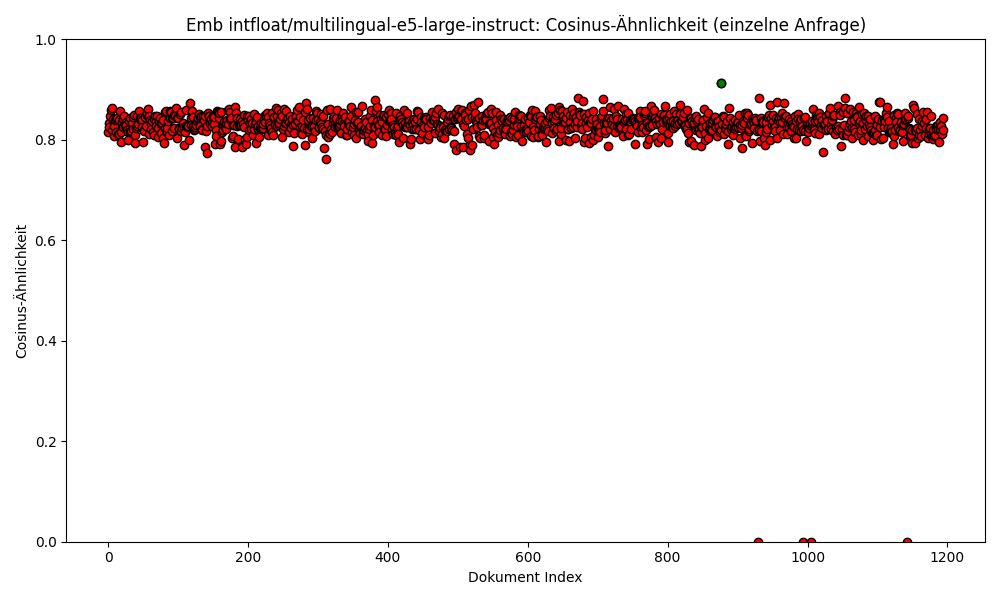 Emb intfloat/multilingual-e5-large-instruct: Cosinus-Ähnlichkeit (einzelne Anfrage)
1.0
0.8
0.6
0.4
0.2
0.0
Cosinus-Ähnlichkeit
0 200 400 600 800 1000 1200
Dokument Index